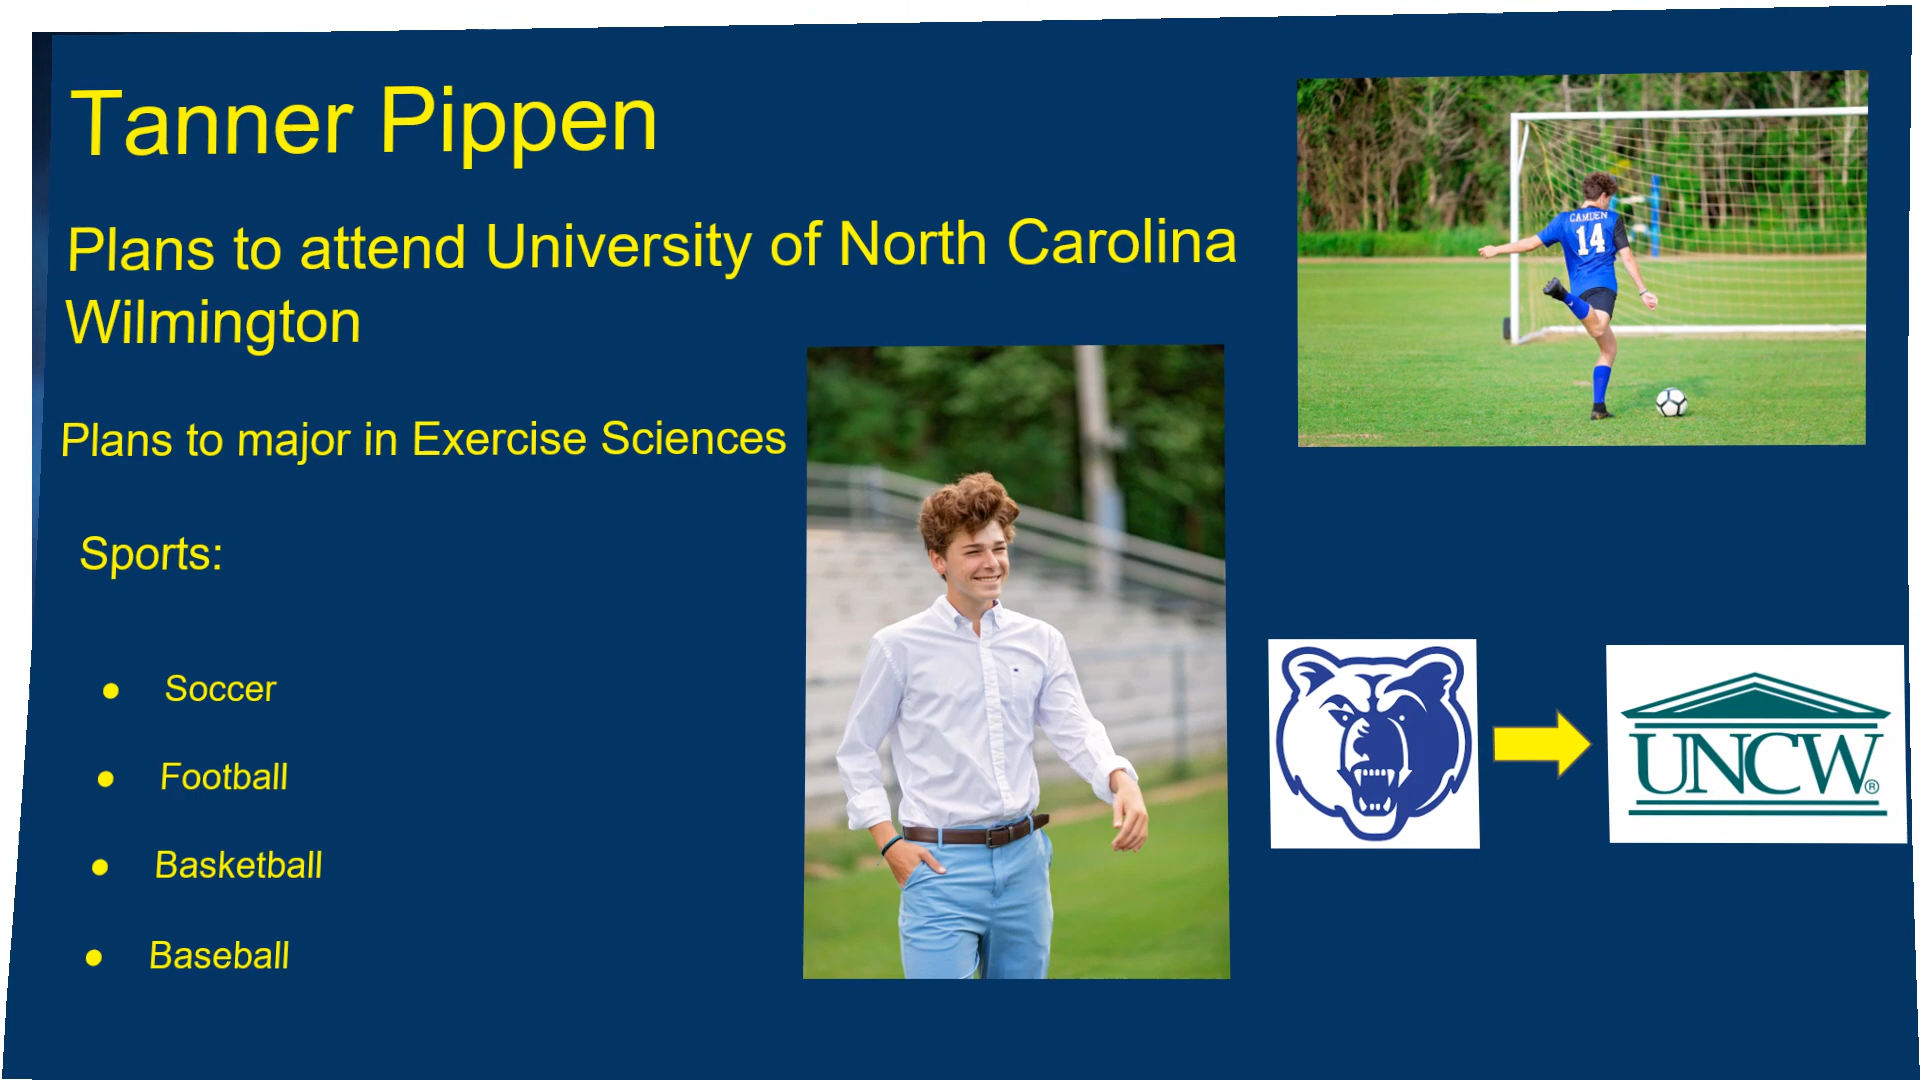 Tanner Pippen
Plans to attend University of North Carolina
Wilmington
Plans to major in Exercise Sciences
Sports:
● Soccer
● Football
● Basketball
● Baseball
CAMDEN
14
UNCW®